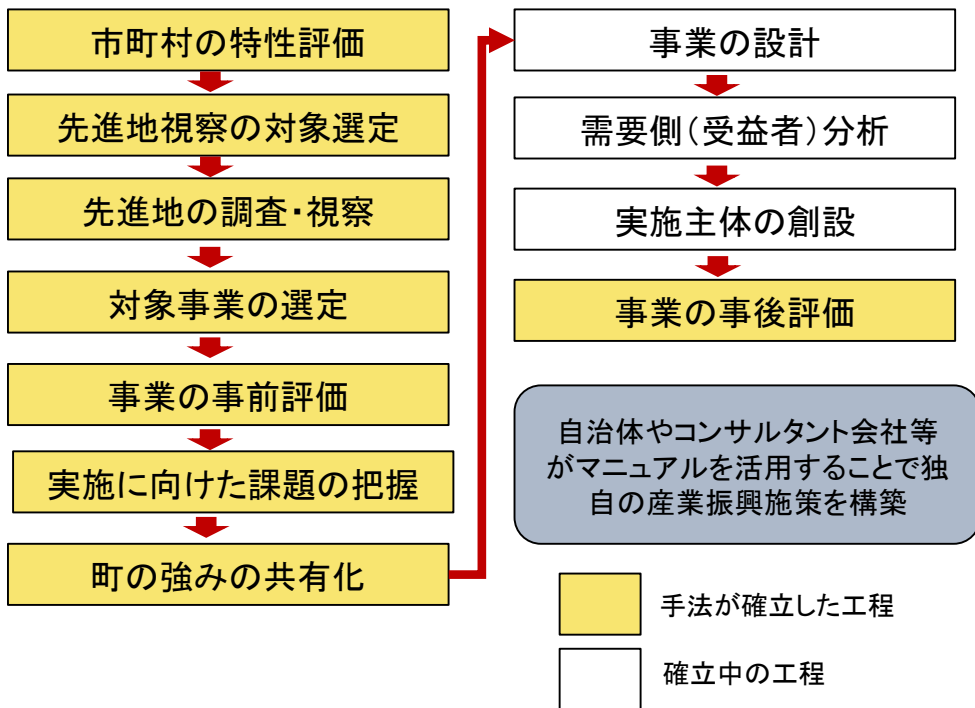 市町村の特性評価
先進地視察の対象選定
先進地の調査・視察
対象事業の選定
事業の事前評価
実施に向けた課題の把握
町の強みの共有化
事業の設計
需要側（受益者）分析
実施主体の創設
事業の事後評価
自治体やコンサルタント会社等
がマニュアルを活用することで独
自の産業振興施策を構築
手法が確立した工程
確立中の工程